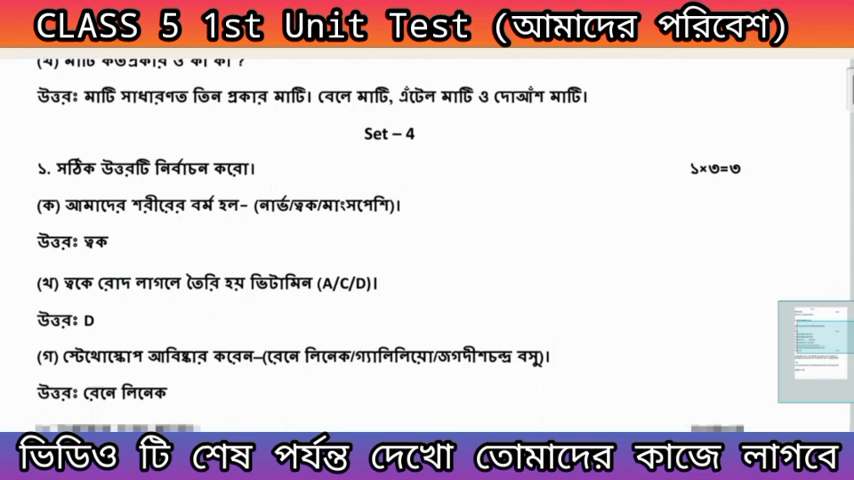 CLASS 5 1st Unit Test (আমাদের পরিবেশ)
(খ) মাটি কতপ্রকার ও কী কী ?
উত্তরঃ মাটি সাধারণত তিন প্রকার মাটি। বেলে মাটি, এঁটেল মাটি ও দোআঁশ মাটি।
Set – 4
১. সঠিক উত্তরটি নির্বাচন করো। ১×৩=৩
(ক) আমাদের শরীরের বর্ম হল– (নার্ভ/ত্বক/মাংসপেশি)।
উত্তরঃ ত্বক
(খ) ত্বকে রোদ লাগলে তৈরি হয় ভিটামিন (A/C/D)।
উত্তরঃ D
(গ) স্টেথোস্কোপ আবিষ্কার করেন–(রেনে লিনেক/গ্যালিলিয়ো/জগদীশচন্দ্র বসু)।
উত্তরঃ রেনে লিনেক
ভিডিও টি শেষ পর্যন্ত দেখো তোমাদের কাজে লাগবে